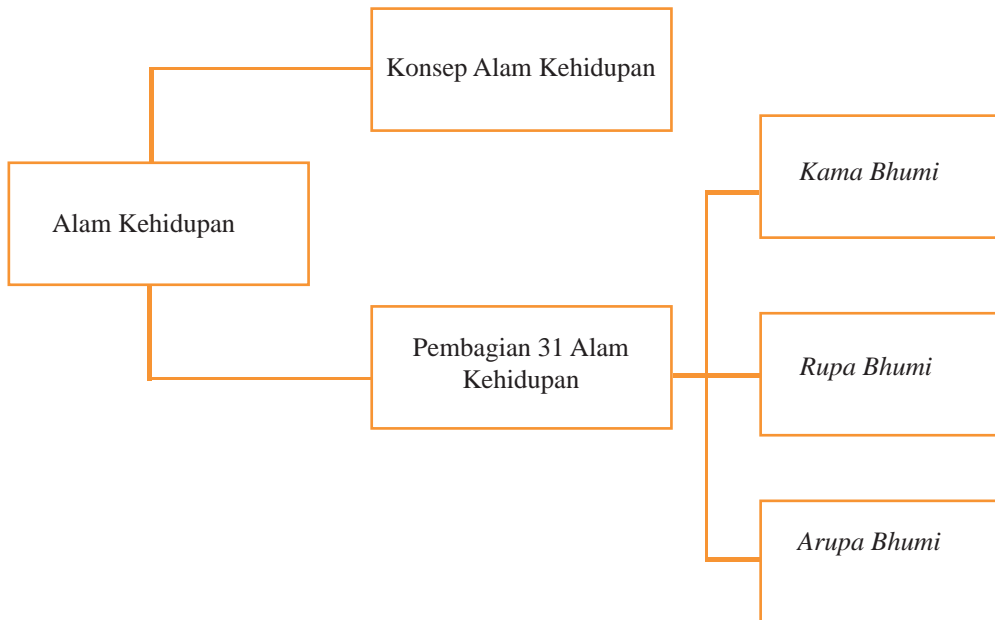 Konsep Alam Kehidupan
Kama Bhumi
Alam Kehidupan
Pembagian 31 Alam
Kehidupan
Rupa Bhumi
Arupa Bhumi